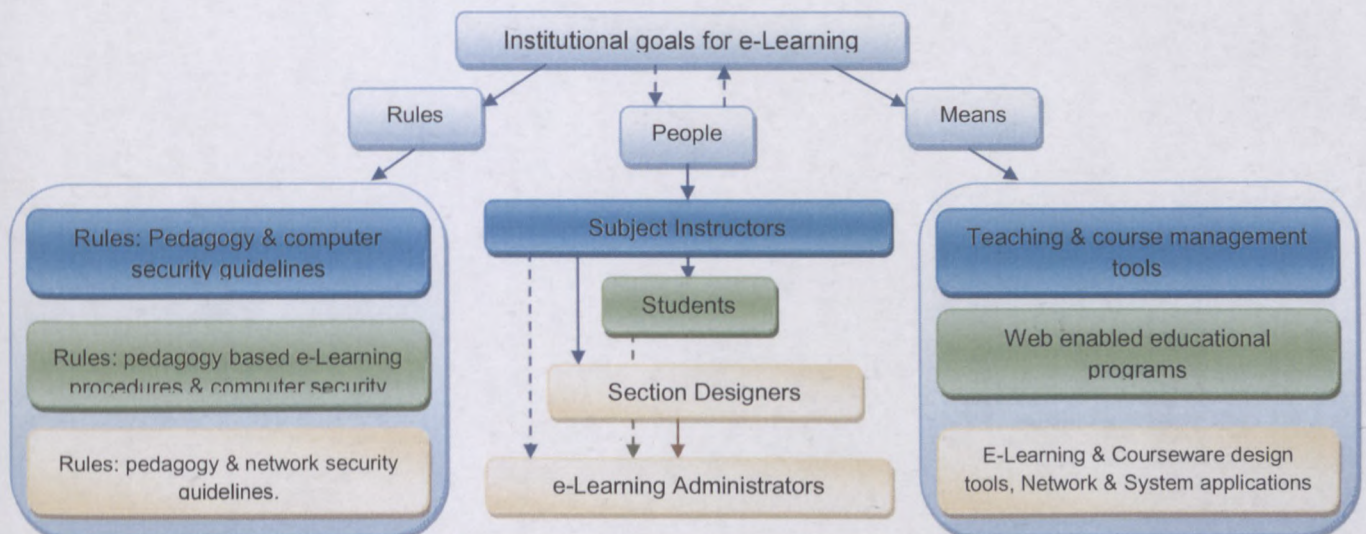 Institutional goals for e-Learning
Rules
People
Means
Rules: Pedagogy & computer
security guidelines
Rules: pedagogy based e-Learning
procedures & computer security
Rules: pedagogy & network security
guidelines.
Subject Instructors
Students
Section Designers
e-Learning Administrators
Teaching & course management
tools
Web enabled educational
programs
E-Learning & Courseware design
tools, Network & System applications